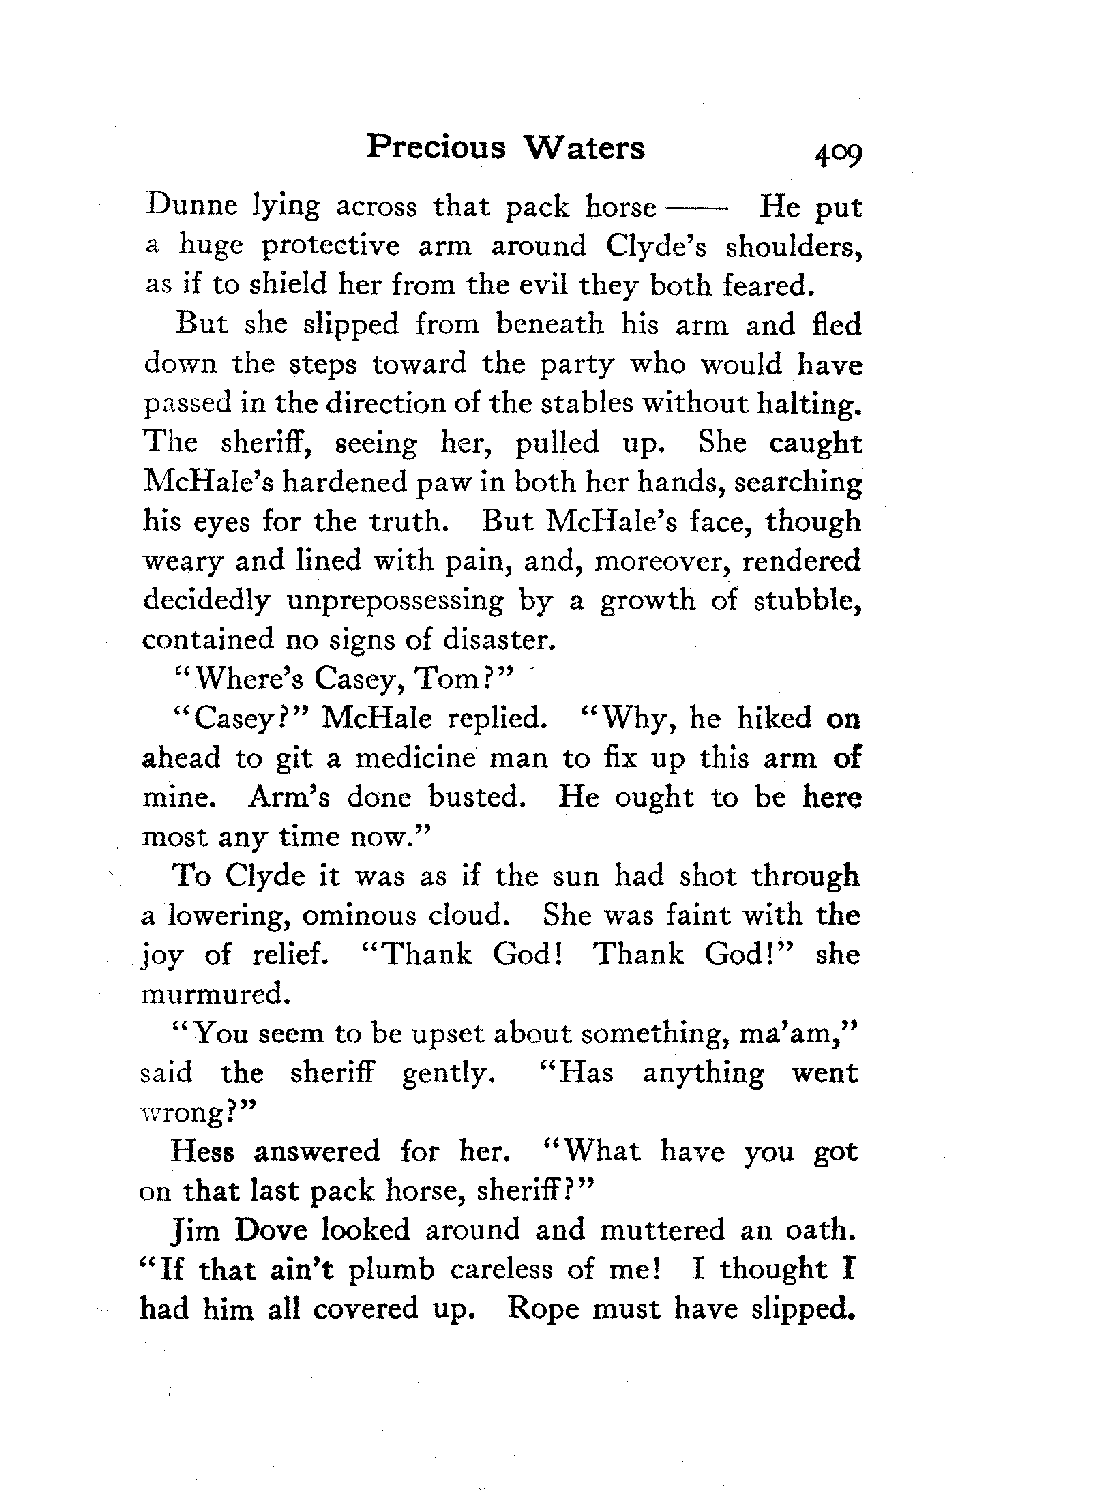 Precious Waters 409
Dunne lying across that pack horse —— He put
a huge protective arm around Clyde's shoulders,
as if to shield her from the evil they both feared.
But she slipped from beneath his arm and fled
down the steps toward the party who would have
passed in the direction of the stables without halting.
The sheriff, seeing her, pulled up. She caught
McHale's hardened paw in both her hands, searching
his eyes for the truth. But McHale's face, though
weary and lined with pain, and, moreover, rendered
decidedly unprepossessing by a growth of stubble,
contained no signs of disaster.
"Where's Casey, Tom?"
"Casey?" McHale replied. "Why, he hiked on
ahead to git a medicine man to fix up this arm of
mine. Arm's done busted. He ought to be here
most any time now."
To Clyde it was as if the sun had shot through
a lowering, ominous cloud. She was faint with the
joy of relief. "Thank God! Thank God!" she
murmured.
"You seem to be upset about something, ma'am,"
said the sheriff gently. "Has anything went
wrong?"
Hess answered for her. "What have you got
on that last pack horse, sheriff?"
Jim Dove looked around and muttered an oath.
"If that ain't plumb careless of me! I thought I
had him all covered up. Rope must have slipped.